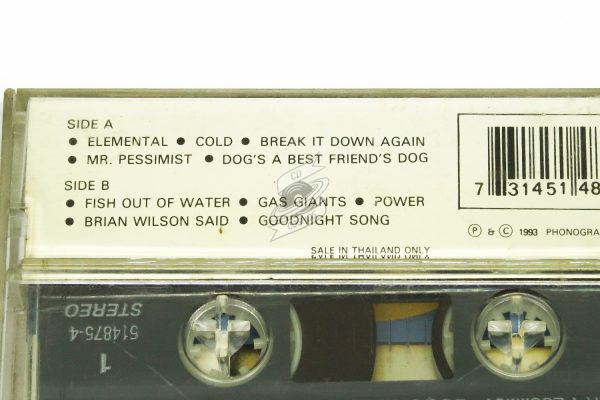 SIDE A
• ELEMENTAL • COLD • BREAK IT DOWN AGAIN
• MR. PESSIMIST • DOG'S A BEST FRIEND'S DOG
SIDE B
• FISH OUT OF WATER • GAS GIANTS • POWER
• BRIAN WILSON SAID • GOODNIGHT SONG
7 31451 48
Ⓟ & © 1993 PHONOGRA
SALE IN THAILAND ONLY
CD
514875-4
STEREO
1